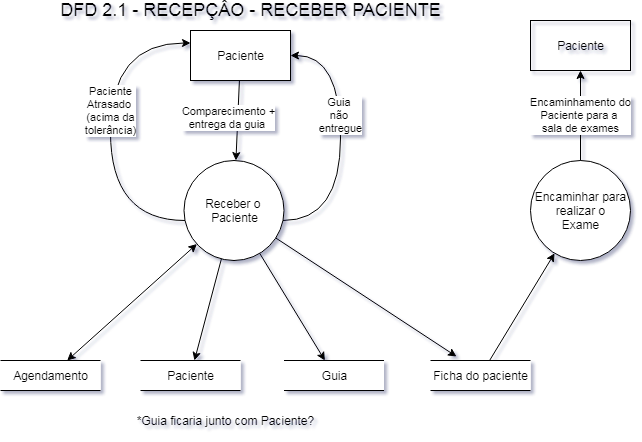 DFD 2.1 - RECEPÇÂO - RECEBER PACIENTE
Paciente
Paciente
Paciente
Atrasado
(acima da
tolerância)
Comparecimento +
entrega da guia
Guia
não
entregue
Encaminhamento do
Paciente para a
sala de exames
Receber o
Paciente
Encaminhar para
realizar o
Exame
Agendamento
Paciente
Guia
Ficha do paciente
*Guia ficaria junto com Paciente?